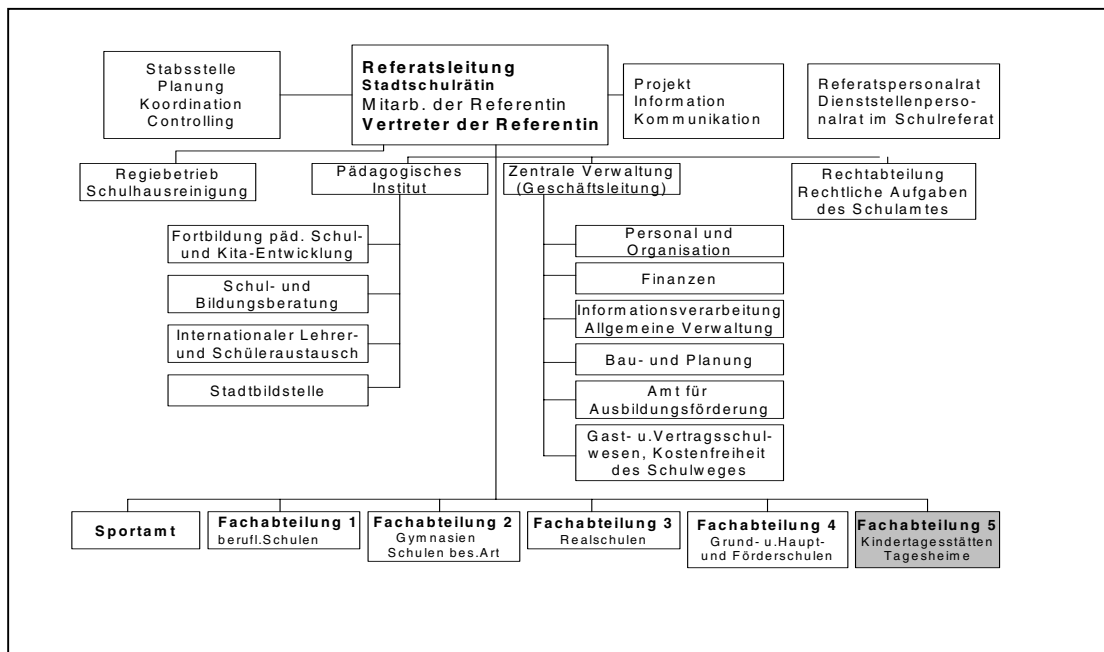 Stabsstelle
Planung
Koordination
Controlling
Referatsleitung
Stadtschulrätin
Mitarb. der Referentin
Vertreter der Referentin
Projekt
Information
Kommunikation
Referatspersonalrat
Dienststellenperso-
nalrat im Schulreferat
Regiebetrieb
Schulhausreinigung
Pädagogisches
Institut
Zentrale Verwaltung
(Geschäftsleitung)
Rechtabteilung
Rechtliche Aufgaben
des Schulamtes
Fortbildung päd. Schul-
und Kita-Entwicklung
Schul- und
Bildungsberatung
Internationaler Lehrer-
und Schüleraustausch
Stadtbildstelle
Personal und
Organisation
Finanzen
Informationsverarbeitung
Allgemeine Verwaltung
Bau- und Planung
Amt für
Ausbildungsförderung
Gast- u.Vertragsschul-
wesen, Kostenfreiheit
des Schulweges
Sportamt
Fachabteilung 1
berufl.Schulen
Fachabteilung 2
Gymnasien
Schulen bes.Art
Fachabteilung 3
Realschulen
Fachabteilung 4
Grund- u.Haupt-
und Förderschulen
Fachabteilung 5
Kindertagesstätten
Tagesheime